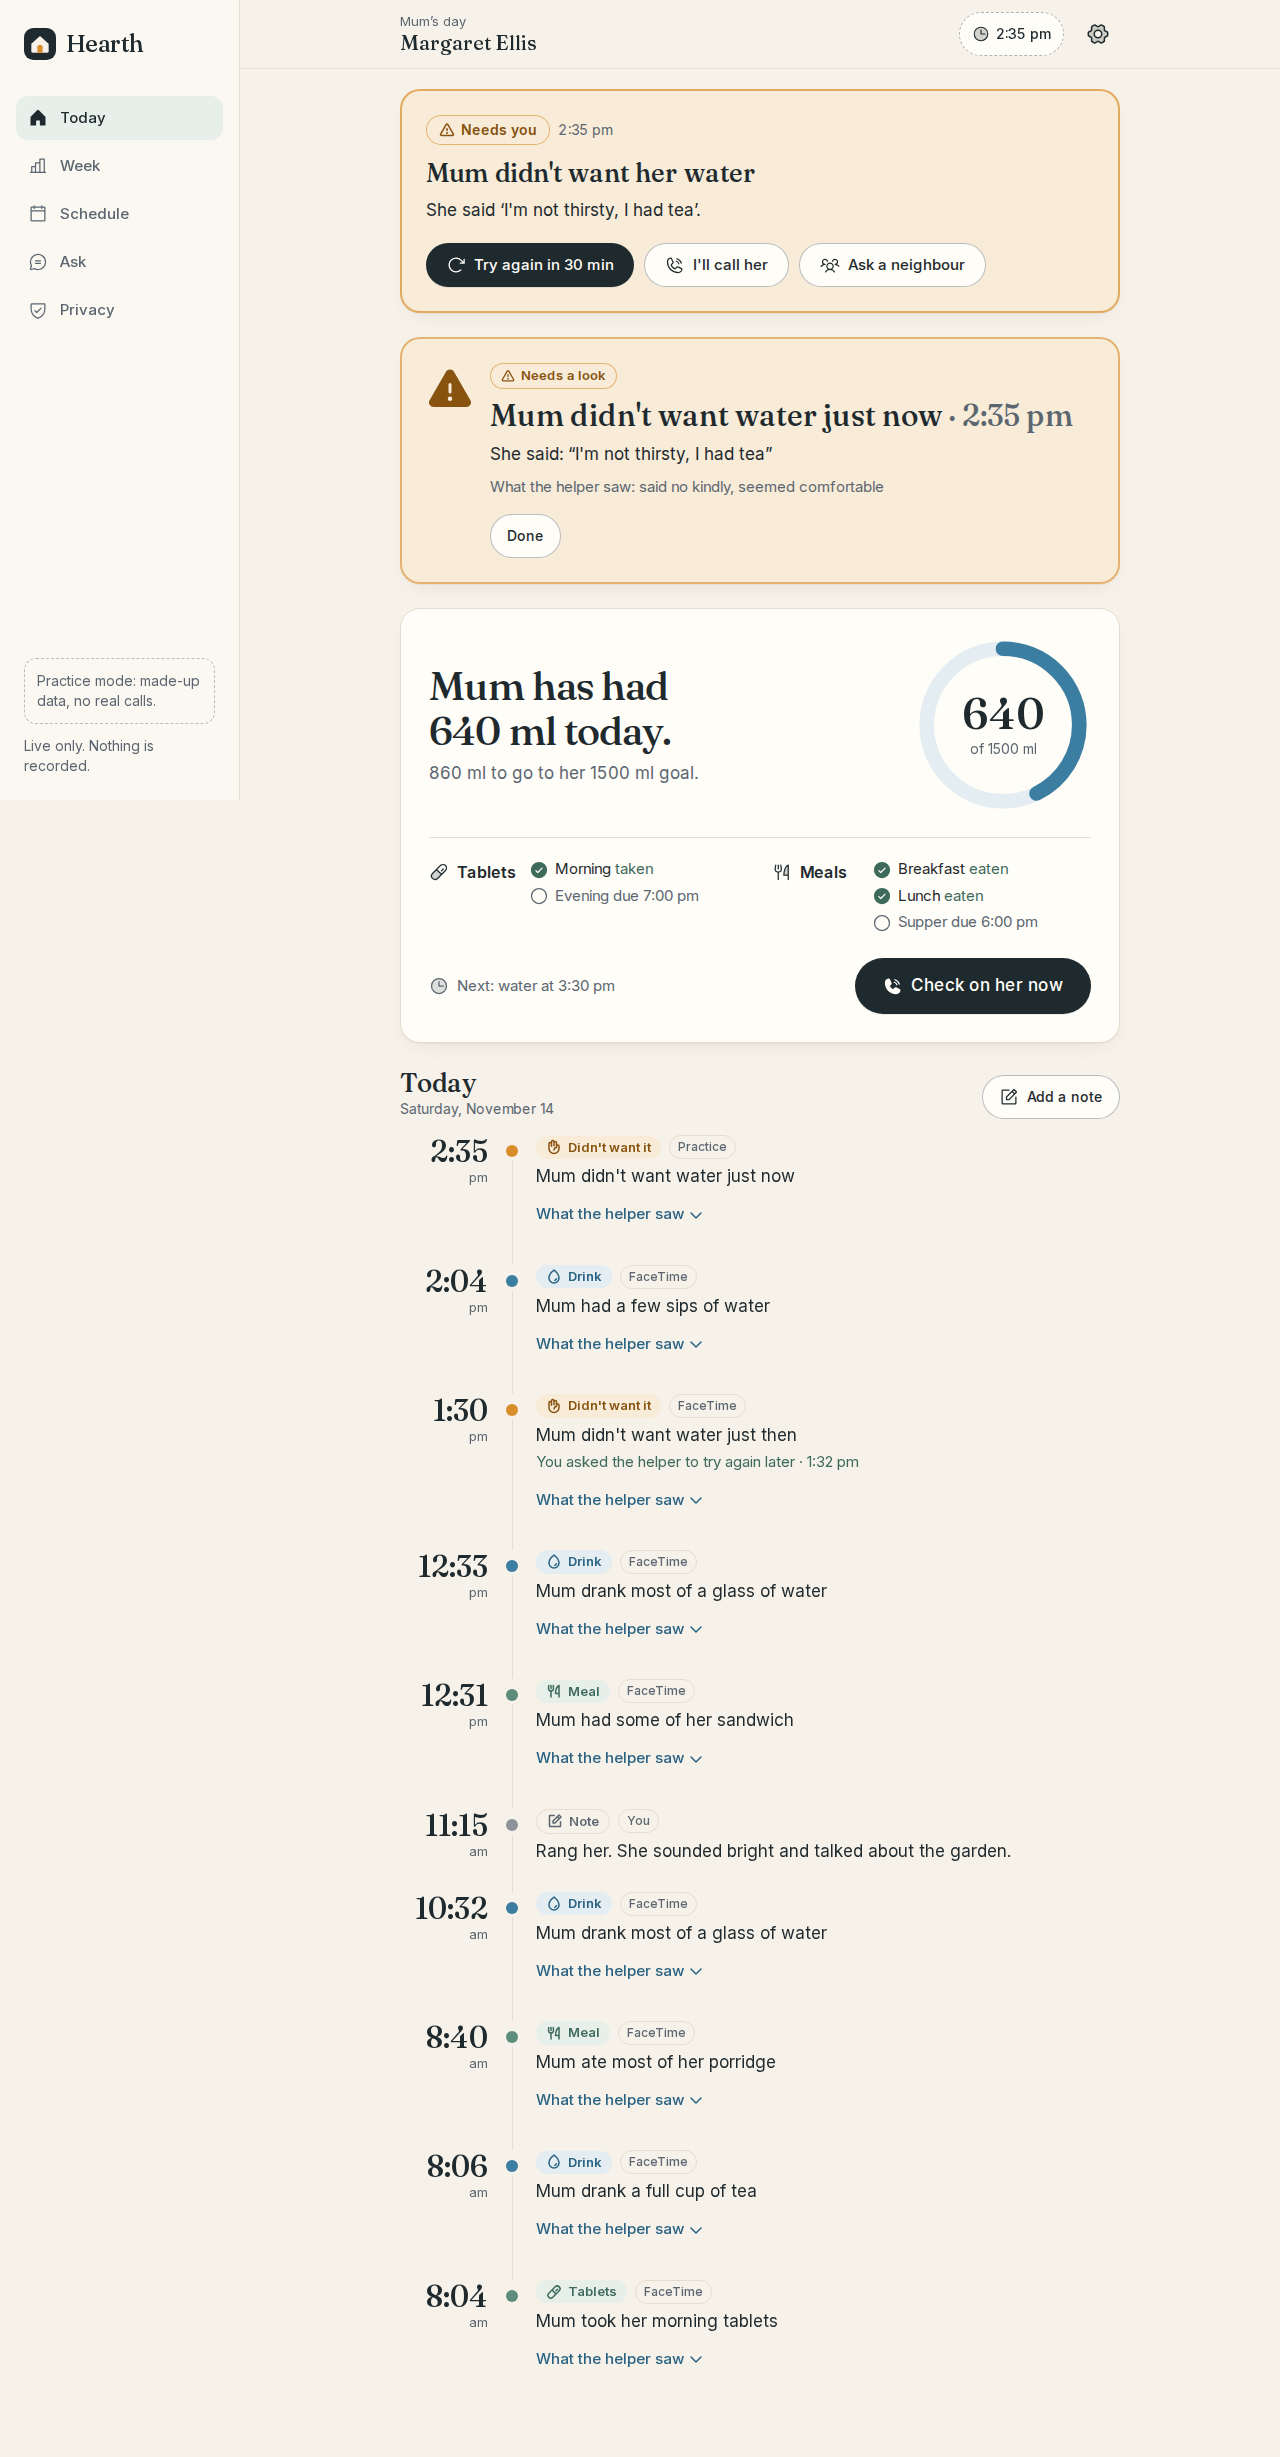 Hearth
Today
Week
Schedule
Ask
Privacy
Practice mode: made-up
data, no real calls.
Live only. Nothing is
recorded.
Mum’s day
Margaret Ellis
2:35 pm
Needs you
2:35 pm
Mum didn't want her water
She said ‘I'm not thirsty, I had tea’.
Try again in 30 min
I'll call her
Ask a neighbour
Needs a look
Mum didn't want water just now · 2:35 pm
She said: “I'm not thirsty, I had tea”
What the helper saw: said no kindly, seemed comfortable
Done
Mum has had
640 ml today.
860 ml to go to her 1500 ml goal.
640
of 1500 ml
Tablets
Morning taken
Evening due 7:00 pm
Meals
Breakfast eaten
Lunch eaten
Supper due 6:00 pm
Next: water at 3:30 pm
Check on her now
Today
Saturday, November 14
Add a note
2:35
pm
Didn't want it
Practice
Mum didn't want water just now
What the helper saw
2:04
pm
Drink
FaceTime
Mum had a few sips of water
What the helper saw
1:30
pm
Didn't want it
FaceTime
Mum didn't want water just then
You asked the helper to try again later · 1:32 pm
What the helper saw
12:33
pm
Drink
FaceTime
Mum drank most of a glass of water
What the helper saw
12:31
pm
Meal
FaceTime
Mum had some of her sandwich
What the helper saw
11:15
am
Note
You
Rang her. She sounded bright and talked about the garden.
10:32
am
Drink
FaceTime
Mum drank most of a glass of water
What the helper saw
8:40
am
Meal
FaceTime
Mum ate most of her porridge
What the helper saw
8:06
am
Drink
FaceTime
Mum drank a full cup of tea
What the helper saw
8:04
am
Tablets
FaceTime
Mum took her morning tablets
What the helper saw